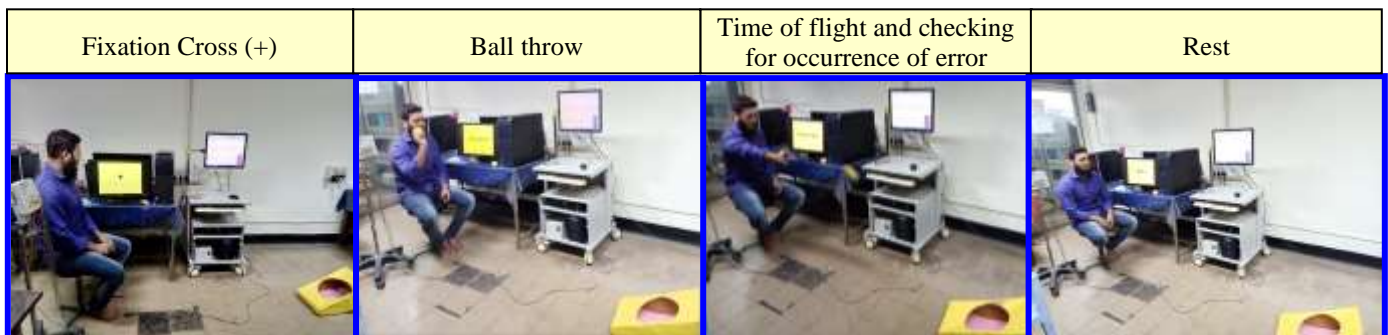 Fixation Cross (+)
Ball throw
Time of flight and checking
for occurrence of error
Rest